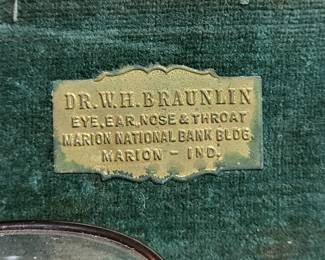 DR. W. H. BRAUNLIN
EYE, EAR, NOSE & THROAT
MARION NATIONAL BANK BLDG.
MARION - IND.